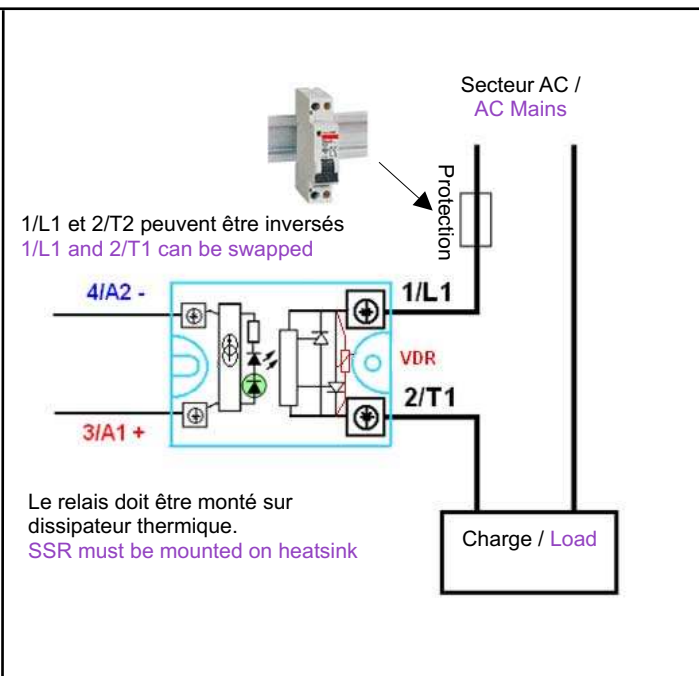 Secteur AC /
AC Mains
Protection
1/L1 et 2/T2 peuvent être inversés
1/L1 and 2/T1 can be swapped
4/A2 -
1/L1
VDR
2/T1
3/A1 +
Le relais doit être monté sur
dissipateur thermique.
SSR must be mounted on heatsink
Charge / Load